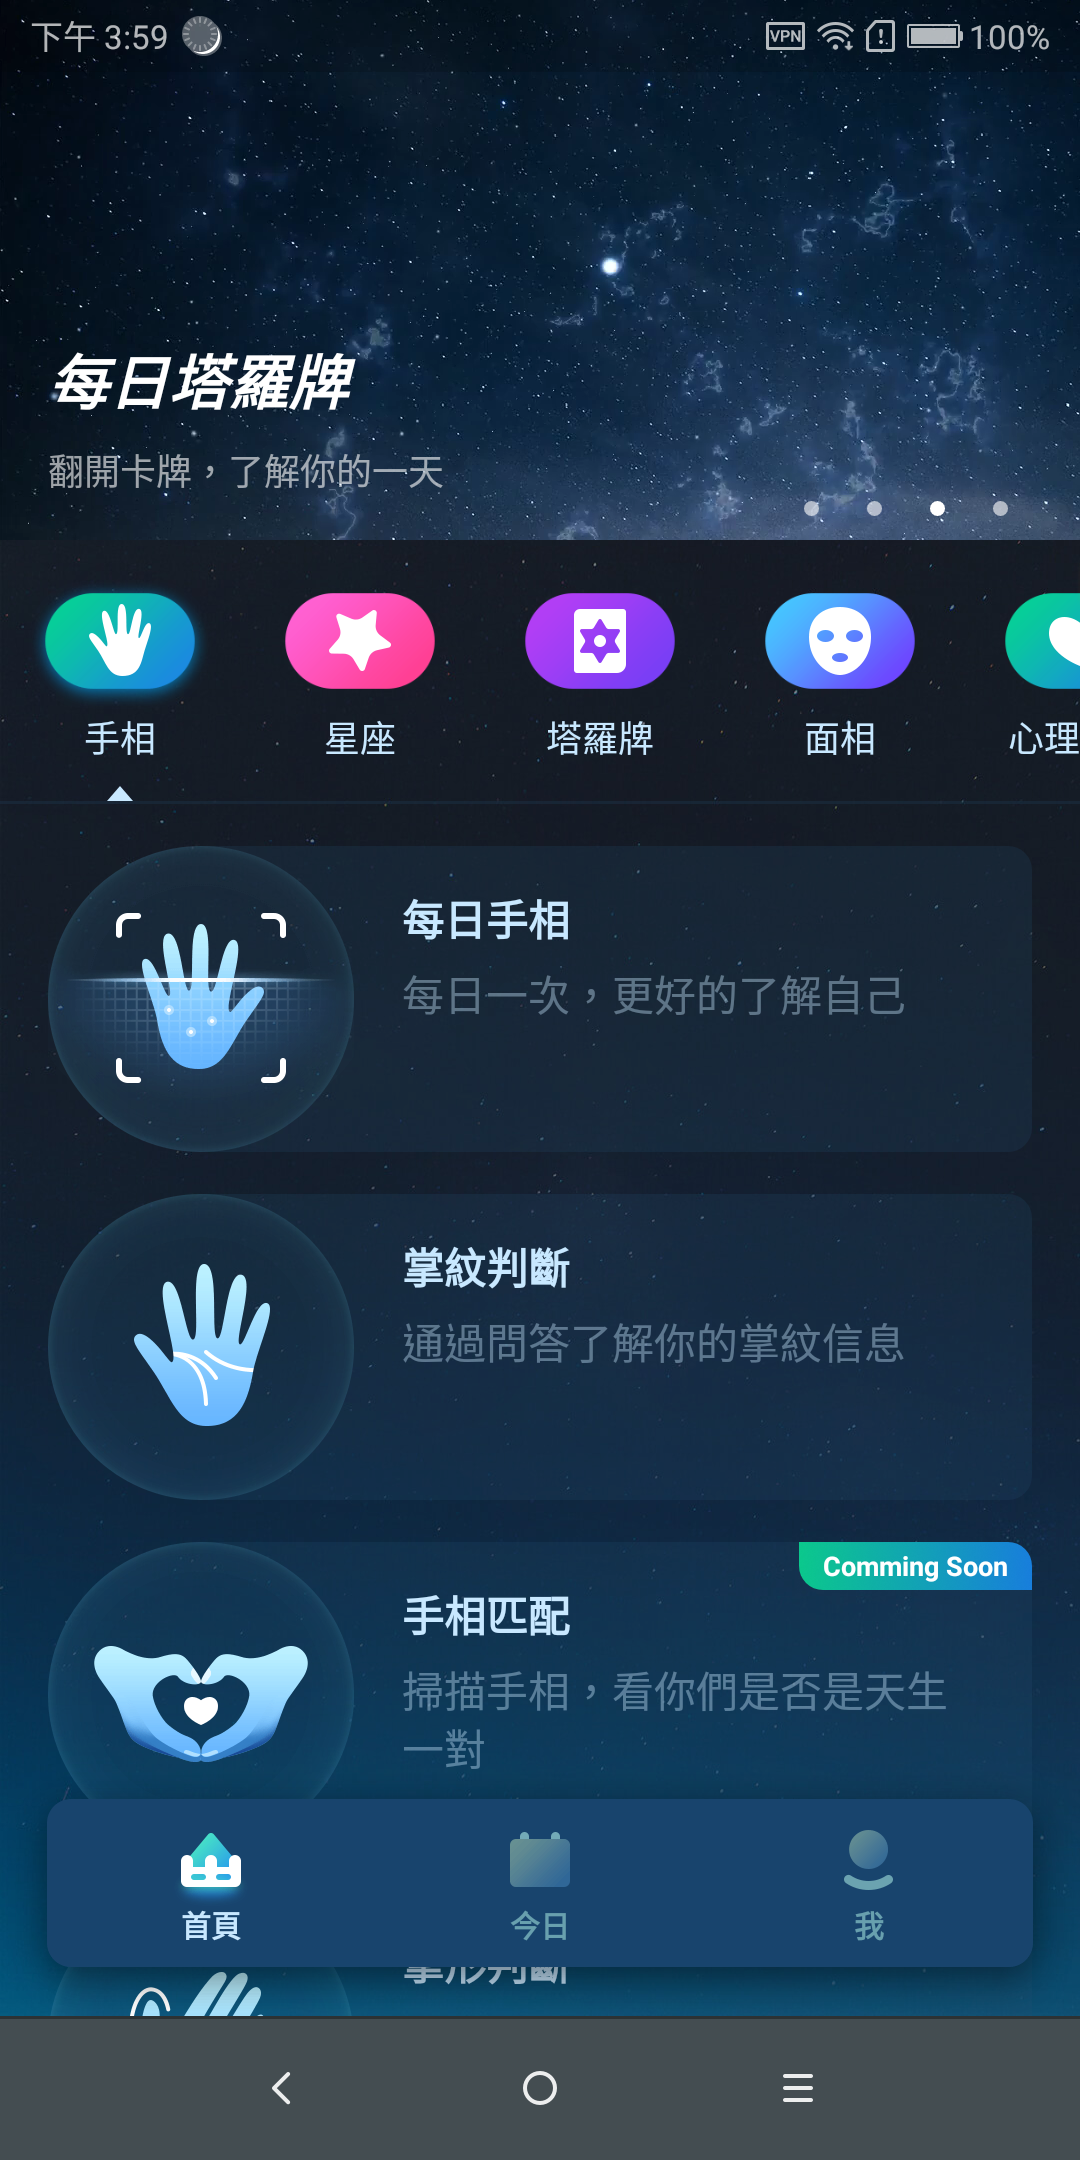 下午 3:59
VPN
100%
每日塔羅牌
翻開卡牌，了解你的一天
手相
星座
塔羅牌
面相
心理
每日手相
每日一次，更好的了解自己
掌紋判斷
通過問答了解你的掌紋信息
Comming Soon
手相匹配
掃描手相，看你們是否是天生
一對
首頁
今日
我